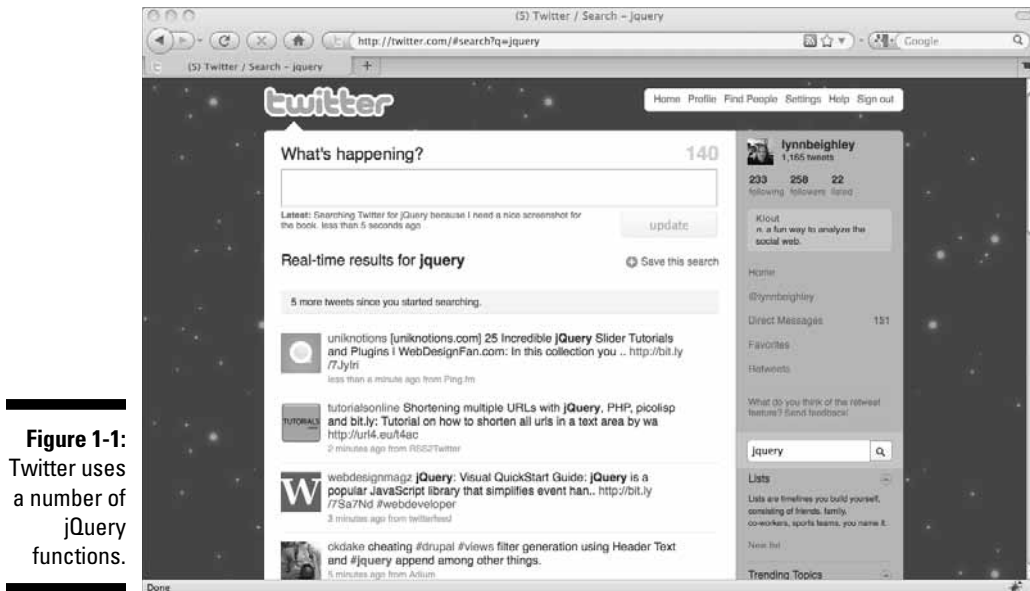 (5) Twitter / Search – jquery
http://twitter.com/#search?q=jquery
Google
(5) Twitter / Search – jquery
+
twitter
Home Profile Find People Settings Help Sign out
What's happening?
140
Latest: Searching Twitter for jQuery because I need a nice screenshot for
the book. less than 5 seconds ago
update
Real-time results for jquery
Save this search
5 more tweets since you started searching.
uniknotions [uniknotions.com] 25 Incredible jQuery Slider Tutorials
and Plugins I WebDesignFan.com: In this collection you .. http://bit.ly
/7JyIri
less than a minute ago from Ping.fm
TUTORIALS
tutorialsonline Shortening multiple URLs with jQuery, PHP, picolisp
and bit.ly: Tutorial on how to shorten all urls in a text area by wa
http://url4.eu/t4ac
2 minutes ago from RSS2Twitter
W
webdesignmagz jQuery: Visual QuickStart Guide: jQuery is a
popular JavaScript library that simplifies event han.. http://bit.ly
/7Sa7Nd #webdeveloper
3 minutes ago from twitterfeed
okdake cheating #drupal #views filter generation using Header Text
and #jquery append among other things.
5 minutes ago from Adium
lynnbeighley
1,165 tweets
233 258 22
following followers listed
Klout
n. a fun way to analyze the
social web.
Home
@lynnbeighley
Direct Messages 151
Favorites
Retweets
What do you think of the retweet
feature? Send feedback!
jquery
Lists
Lists are timelines you build yourself,
consisting of friends, family,
co-workers, sports teams, you name it.
New list
Trending Topics
Done
Figure 1-1:
Twitter uses
a number of
jQuery
functions.